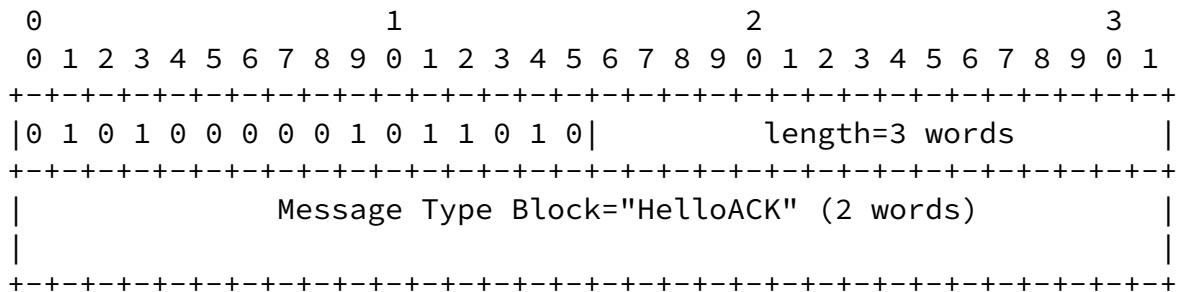 0                   1                   2                   3
0 1 2 3 4 5 6 7 8 9 0 1 2 3 4 5 6 7 8 9 0 1 2 3 4 5 6 7 8 9 0 1
+-+-+-+-+-+-+-+-+-+-+-+-+-+-+-+-+-+-+-+-+-+-+-+-+-+-+-+-+-+-+-+-+
|0 1 0 1 0 0 0 0 0 1 0 1 1 0 1 0|         length=3 words        |
+-+-+-+-+-+-+-+-+-+-+-+-+-+-+-+-+-+-+-+-+-+-+-+-+-+-+-+-+-+-+-+-+
|              Message Type Block="HelloACK" (2 words)          |
|                                                               |
+-+-+-+-+-+-+-+-+-+-+-+-+-+-+-+-+-+-+-+-+-+-+-+-+-+-+-+-+-+-+-+-+